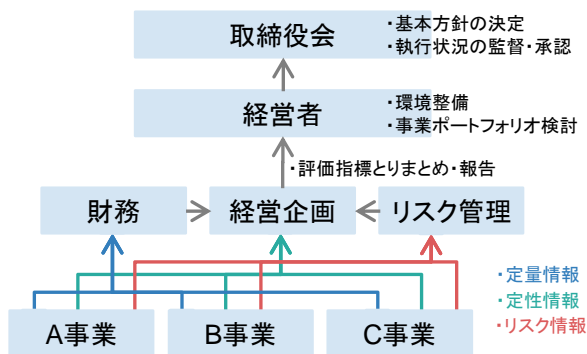 取締役会
・基本方針の決定
・執行状況の監督・承認
経営者
・環境整備
・事業ポートフォリオ検討
・評価指標とりまとめ・報告
財務
経営企画
リスク管理
・定量情報
・定性情報
・リスク情報
A事業
B事業
C事業